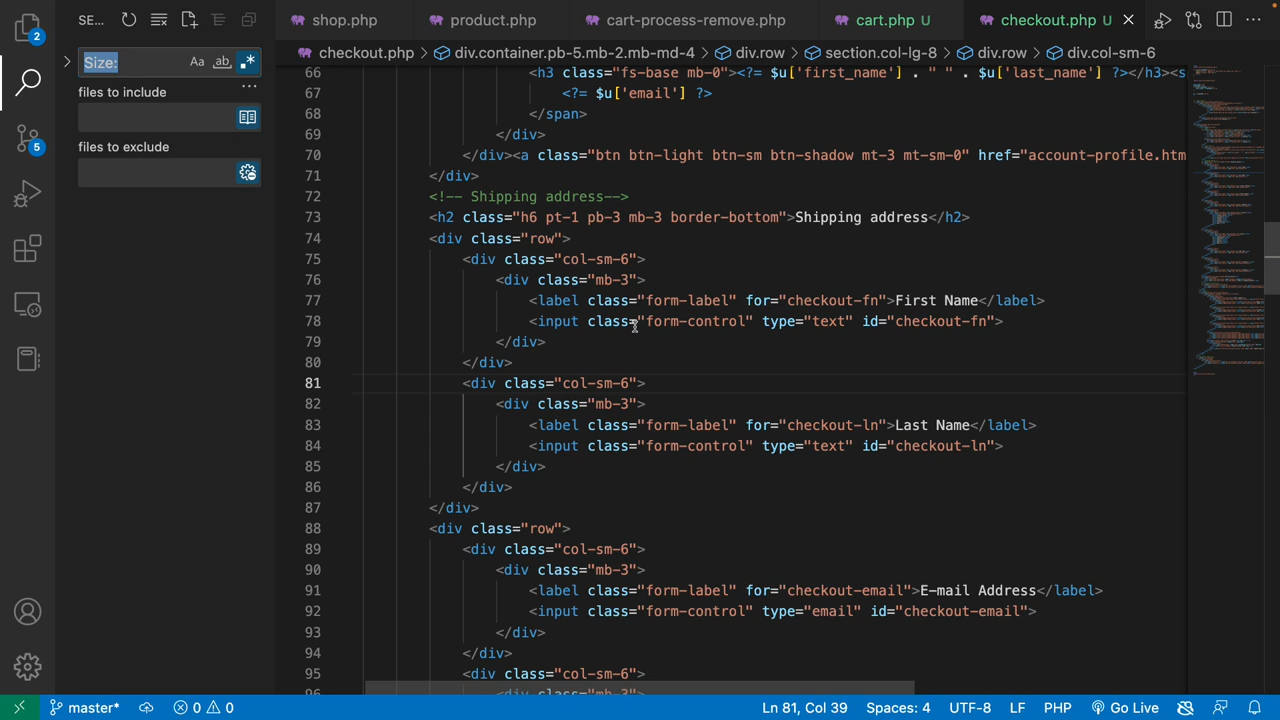 SE...
shop.php
product.php
cart-process-remove.php
cart.php U
checkout.php U
2
Size:
Aa
ab
files to include
files to exclude
5
checkout.php > div.container.pb-5.mb-2.mb-md-4 > div.row > section.col-lg-8 > div.row > div.col-sm-6
66 <h3 class="fs-base mb-0"><?= $u['first_name'] . " " . $u['last_name'] ?></h3><s
67 <?= $u['email'] ?>
68 </span>
69 </div>
70 </div><a class="btn btn-light btn-sm btn-shadow mt-3 mt-sm-0" href="account-profile.htm
71 </div>
72 <!-- Shipping address-->
73 <h2 class="h6 pt-1 pb-3 mb-3 border-bottom">Shipping address</h2>
74 <div class="row">
75 <div class="col-sm-6">
76 <div class="mb-3">
77 <label class="form-label" for="checkout-fn">First Name</label>
78 <input class="form-control" type="text" id="checkout-fn">
79 </div>
80 </div>
81 <div class="col-sm-6">
82 <div class="mb-3">
83 <label class="form-label" for="checkout-ln">Last Name</label>
84 <input class="form-control" type="text" id="checkout-ln">
85 </div>
86 </div>
87 </div>
88 <div class="row">
89 <div class="col-sm-6">
90 <div class="mb-3">
91 <label class="form-label" for="checkout-email">E-mail Address</label>
92 <input class="form-control" type="email" id="checkout-email">
93 </div>
94 </div>
95 <div class="col-sm-6">
96 <div class="mb-3">
master* 0 0 Ln 81, Col 39 Spaces: 4 UTF-8 LF PHP Go Live